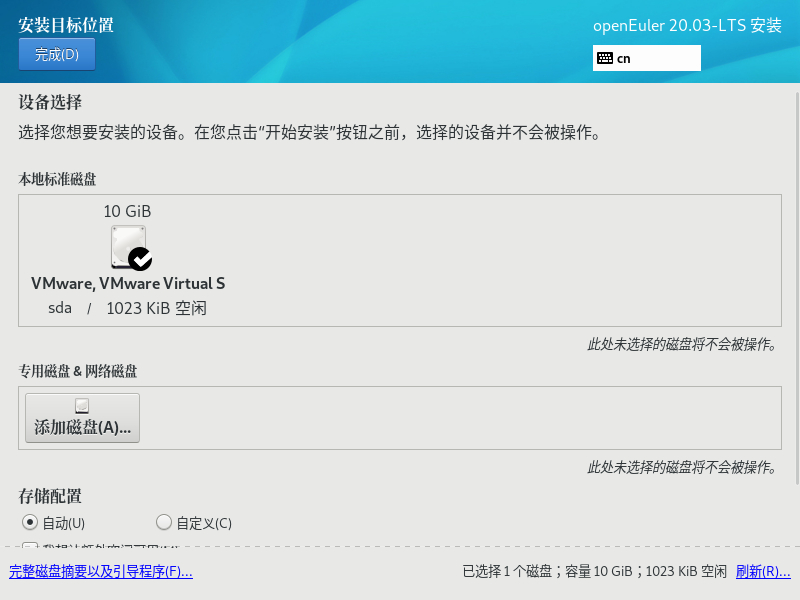 安装目标位置
openEuler 20.03-LTS 安装
完成(D)
cn
设备选择
选择您想要安装的设备。在您点击“开始安装”按钮之前，选择的设备并不会被操作。
本地标准磁盘
10 GiB
VMware, VMware Virtual S
sda / 1023 KiB 空闲
此处未选择的磁盘将不会被操作。
专用磁盘 & 网络磁盘
添加磁盘(A)...
此处未选择的磁盘将不会被操作。
存储配置
自动(U) 自定义(C)
完整磁盘摘要以及引导程序(F)... 已选择 1 个磁盘；容量 10 GiB；1023 KiB 空闲 刷新(R)...